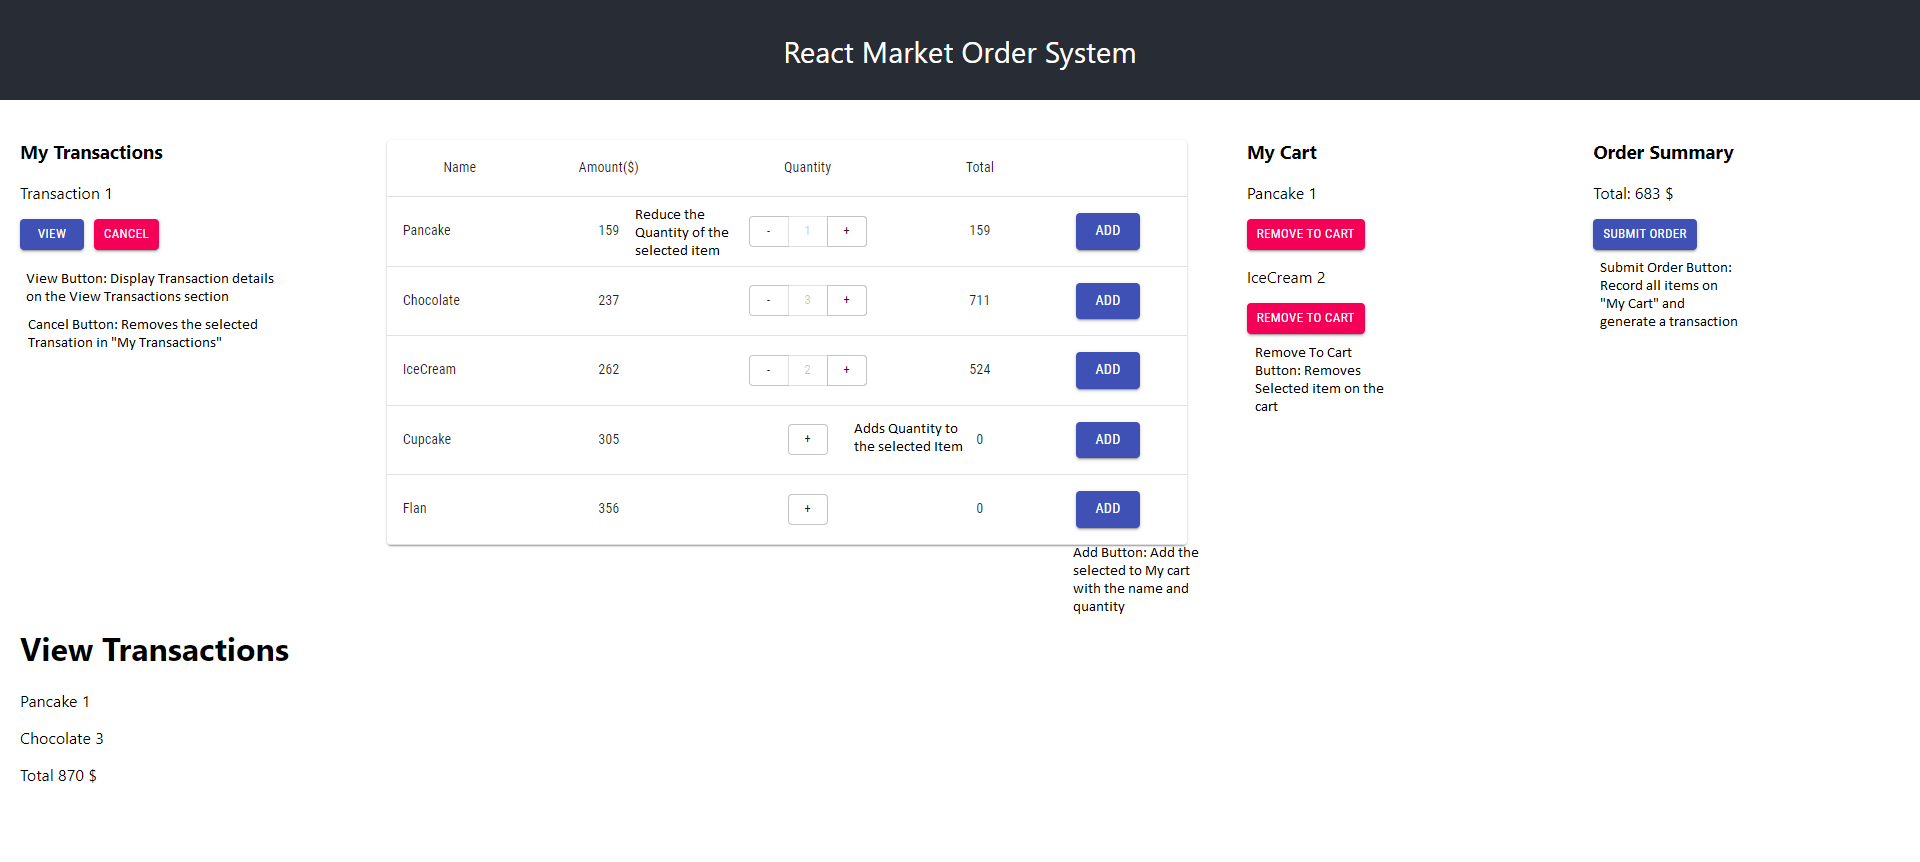 React Market Order System
My Transactions
Transaction 1
VIEW CANCEL
View Button: Display Transaction details
on the View Transactions section
Cancel Button: Removes the selected
Transation in "My Transactions"
Name Amount($) Quantity Total
Pancake 159 - 1 + 159 ADD
Reduce the
Quantity of the
selected item
Chocolate 237 - 3 + 711 ADD
IceCream 262 - 2 + 524 ADD
Cupcake 305 + 0 ADD
Adds Quantity to
the selected Item
Flan 356 + 0 ADD
Add Button: Add the
selected to My cart
with the name and
quantity
My Cart
Pancake 1
REMOVE TO CART
IceCream 2
REMOVE TO CART
Remove To Cart
Button: Removes
Selected item on the
cart
Order Summary
Total: 683 $
SUBMIT ORDER
Submit Order Button:
Record all items on
"My Cart" and
generate a transaction
View Transactions
Pancake 1
Chocolate 3
Total 870 $